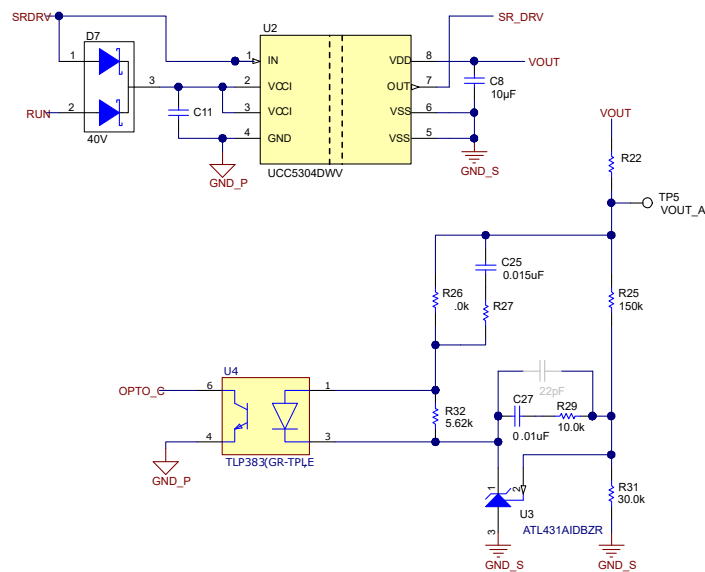 SRDRV
D7
1
2
3
40V
RUN
C11
GND_P
U2
1
IN
2
VCCI
3
VCCI
4
GND
VDD
8
OUT
7
VSS
6
VSS
5
UCC5304DWV
SR_DRV
VOUT
C8
10µF
GND_S
VOUT
R22
TP5
VOUT_A
C25
0.015uF
R26
.0k
R27
R25
150k
U4
OPTO_C
6
1
4
3
TLP383(GR-TPL,E
GND_P
R32
5.62k
22pF
C27
0.01uF
R29
10.0k
1
2
3
U3
ATL431AIDBZR
R31
30.0k
GND_S
GND_S